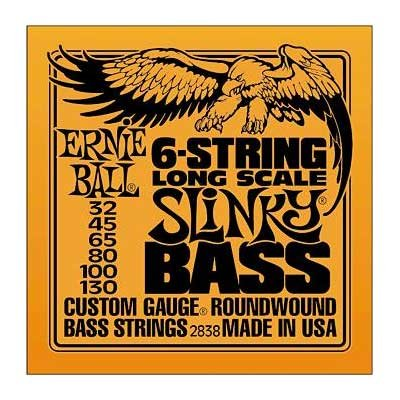 ERNIE
BALL®
32
45
65
80
100
130
6-STRING
LONG SCALE
SLINKY®
BASS
CUSTOM GAUGE® ROUNDWOUND
BASS STRINGS 2838 MADE IN USA